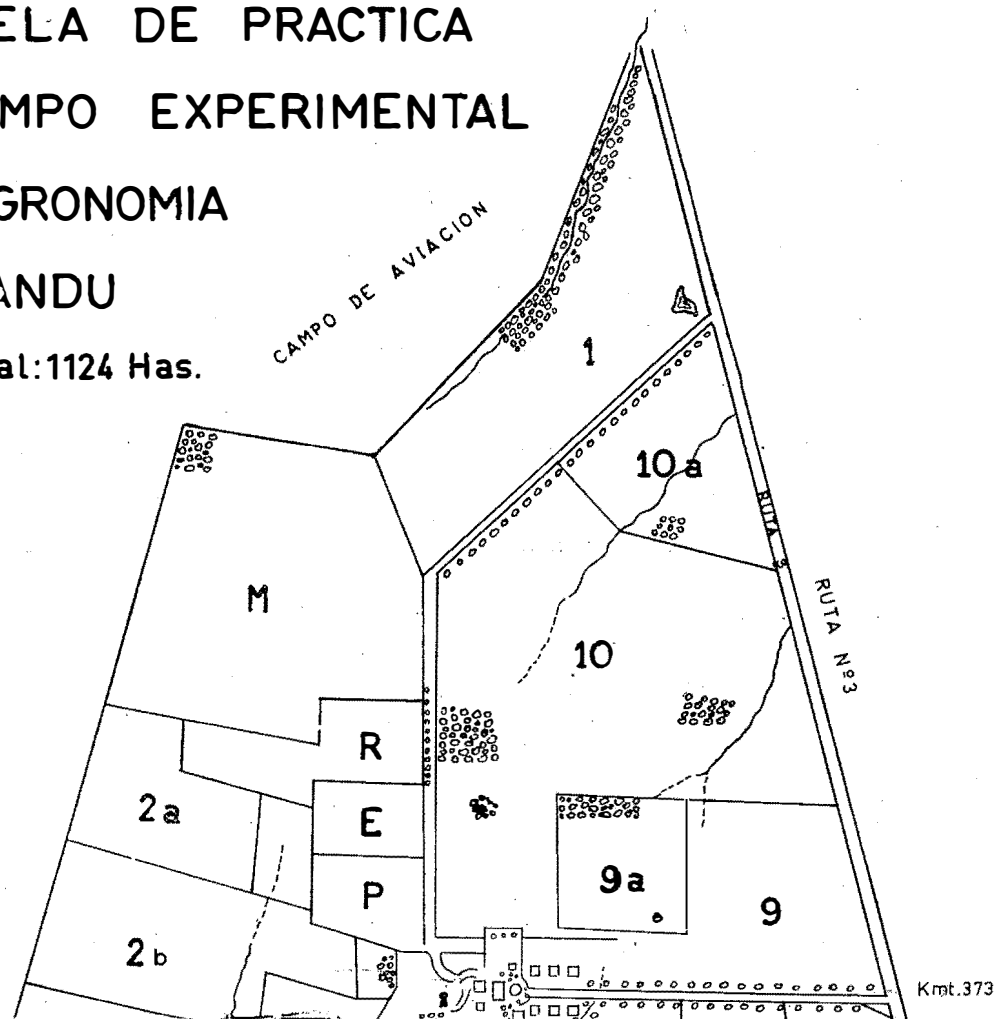 ELA DE PRACTICA
MPO EXPERIMENTAL
GRONOMIA
ANDU
al: 1124 Has.
CAMPO DE AVIACION
1
10 a
RUTA 3
RUTA Nº3
M
10
R
2a
E
9a
P
9
2b
Kmt. 373